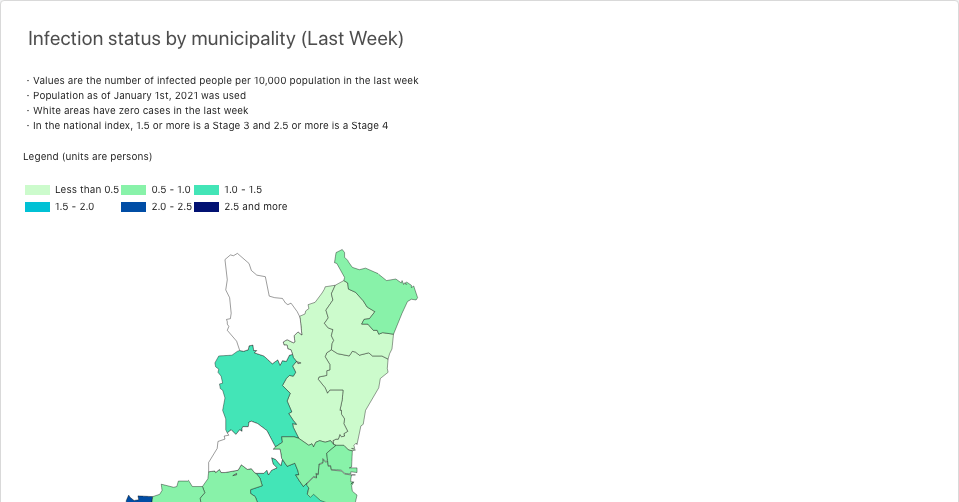 Infection status by municipality (Last Week)
· Values are the number of infected people per 10,000 population in the last week
· Population as of January 1st, 2021 was used
· White areas have zero cases in the last week
· In the national index, 1.5 or more is a Stage 3 and 2.5 or more is a Stage 4
Legend (units are persons)
Less than 0.5 0.5 - 1.0 1.0 - 1.5
1.5 - 2.0 2.0 - 2.5 2.5 and more